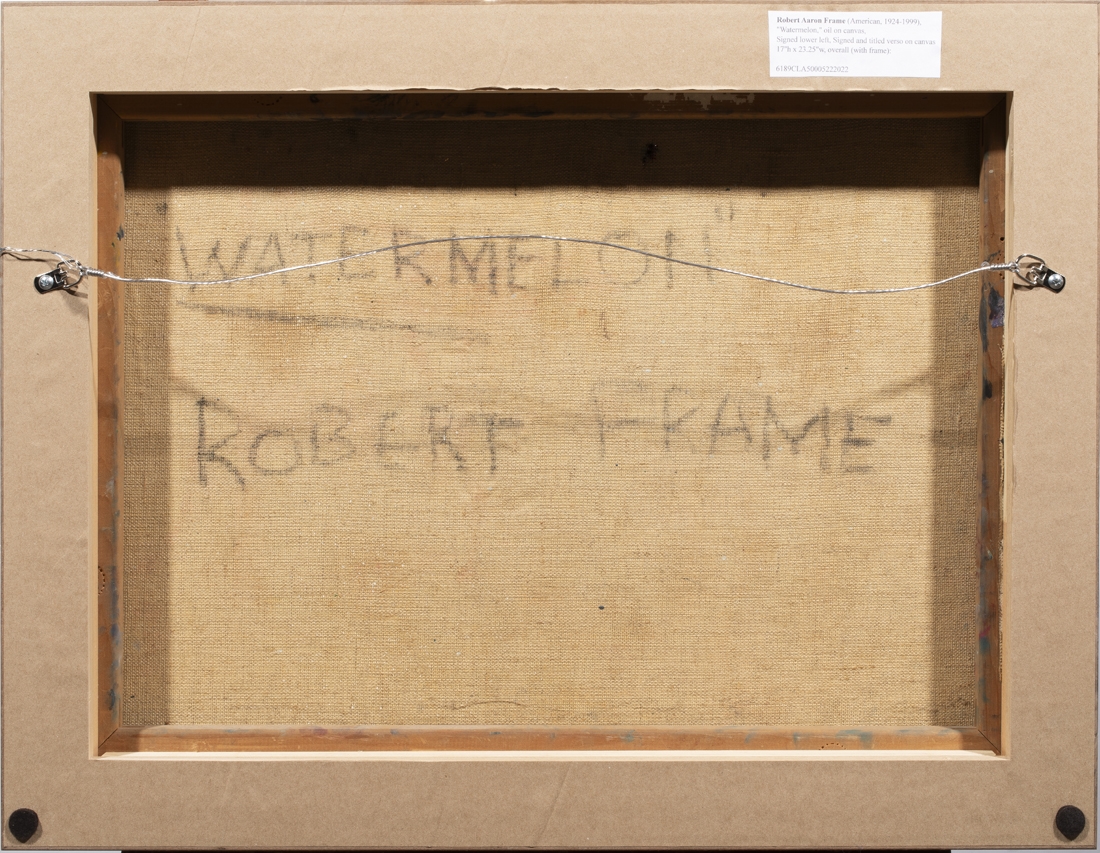 Robert Aaron Frame (American, 1924-1999),
"Watermelon," oil on canvas.
Signed lower left. Signed and titled verso on canvas
17"h x 23.25"w, overall (with frame).
6189CLA50005222022
WATERMELON"
ROBERT FRAME